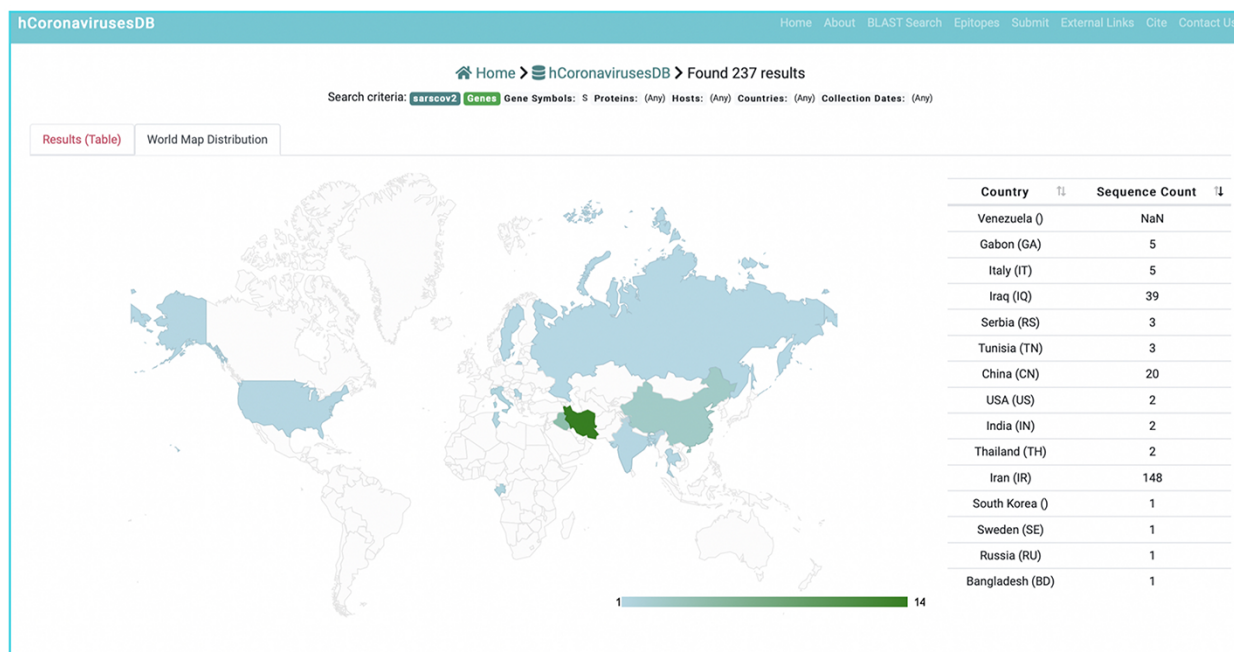 hCoronavirusesDB
Home About BLAST Search Epitopes Submit External Links Cite Contact Us
Home hCoronavirusesDB Found 237 results
Search criteria: sarscov2 Genes Gene Symbols: S Proteins: (Any) Hosts: (Any) Countries: (Any) Collection Dates: (Any)
Results (Table) World Map Distribution
Country Sequence Count
Venezuela () NaN
Gabon (GA) 5
Italy (IT) 5
Iraq (IQ) 39
Serbia (RS) 3
Tunisia (TN) 3
China (CN) 20
USA (US) 2
India (IN) 2
Thailand (TH) 2
Iran (IR) 148
South Korea () 1
Sweden (SE) 1
Russia (RU) 1
Bangladesh (BD) 1
1 14